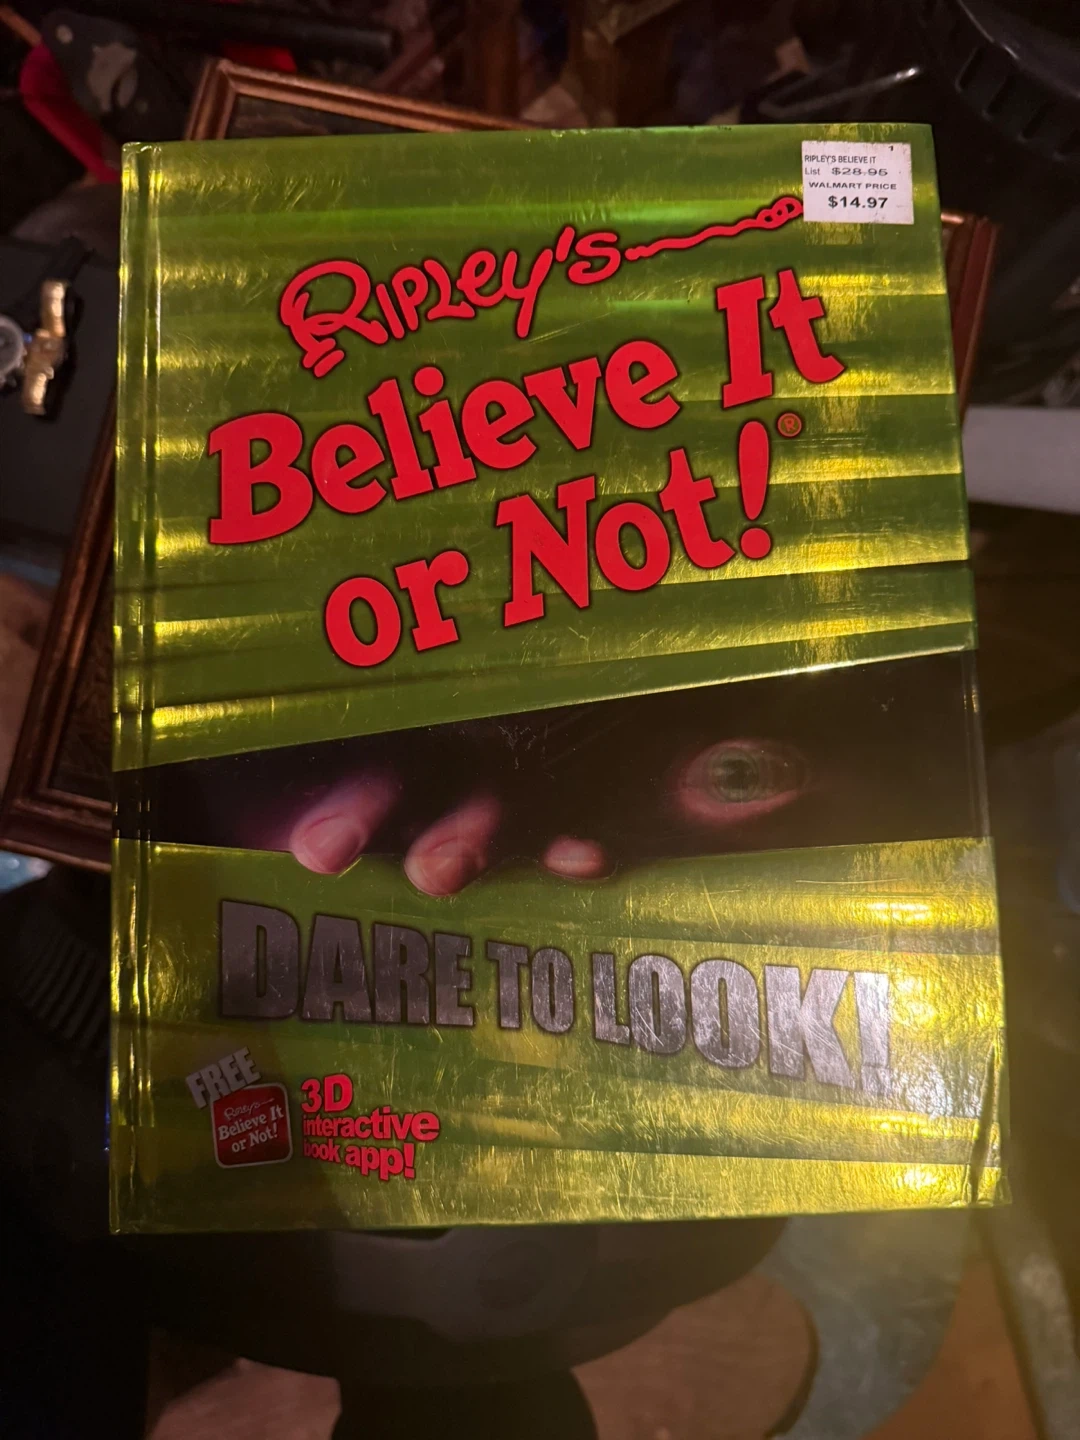 RIPLEY'S BELIEVE IT
List $28.95
WALMART PRICE
$14.97
Ripley's
Believe It
or Not!®
DARE TO LOOK!
FREE
Ripley's
Believe It
or Not!
3D
interactive
book app!